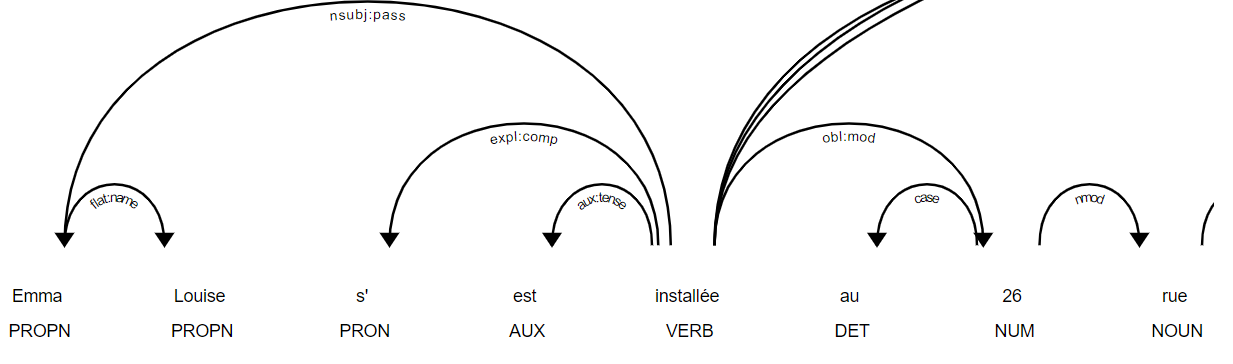 nsubj:pass
expl:comp
obl:mod
flat:name
aux:tense
case
nmod
Emma Louise s' est installée au 26 rue
PROPN PROPN PRON AUX VERB DET NUM NOUN